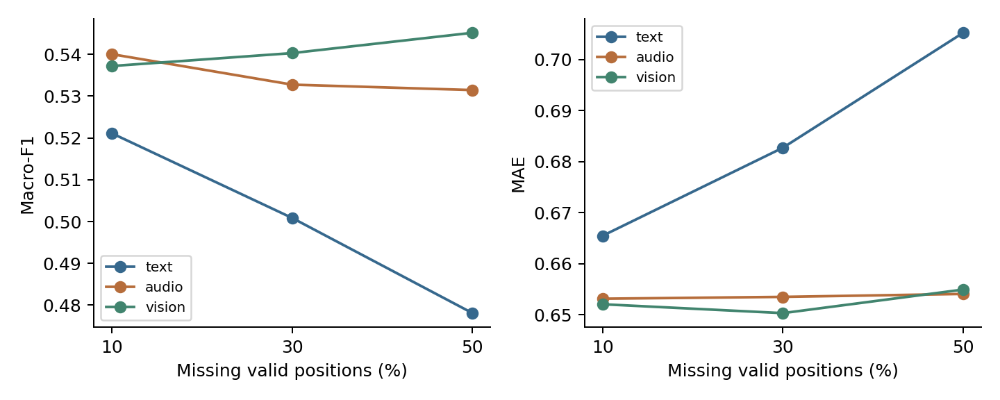 Macro-F1
0.54
0.53
0.52
0.51
0.50
0.49
0.48
text
audio
vision
10 30 50
Missing valid positions (%)
MAE
0.70
0.69
0.68
0.67
0.66
0.65
text
audio
vision
10 30 50
Missing valid positions (%)